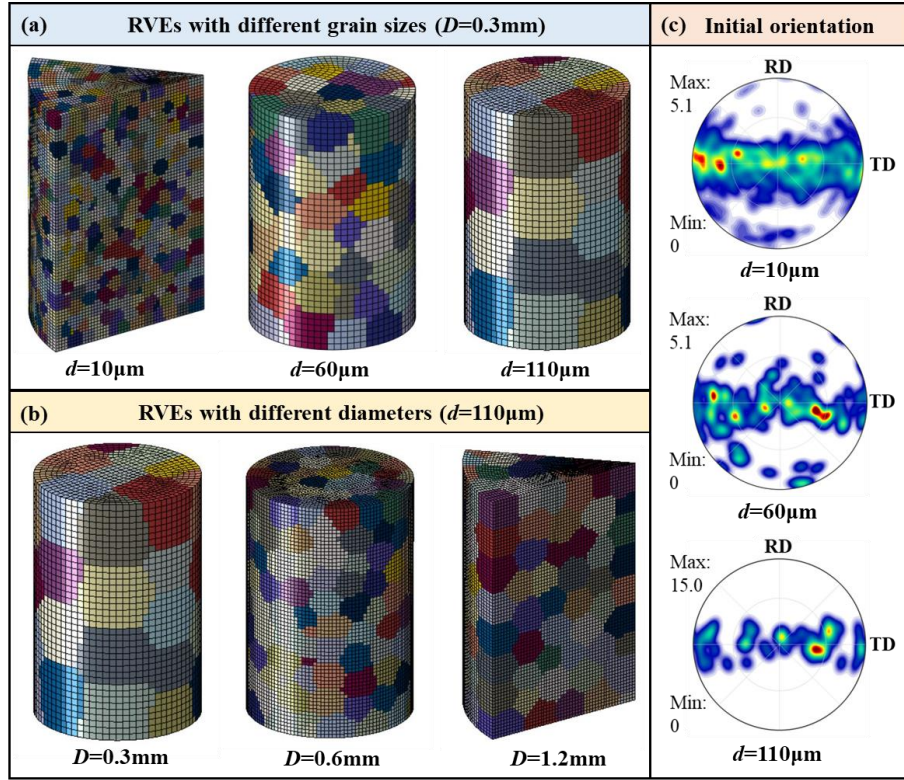 (a) RVEs with different grain sizes (D=0.3mm)
d=10μm d=60μm d=110μm
(b) RVEs with different diameters (d=110μm)
D=0.3mm D=0.6mm D=1.2mm
(c) Initial orientation
RD
Max:
5.1
TD
Min:
0
d=10μm
RD
Max:
5.1
TD
Min:
0
d=60μm
RD
Max:
15.0
TD
Min:
0
d=110μm